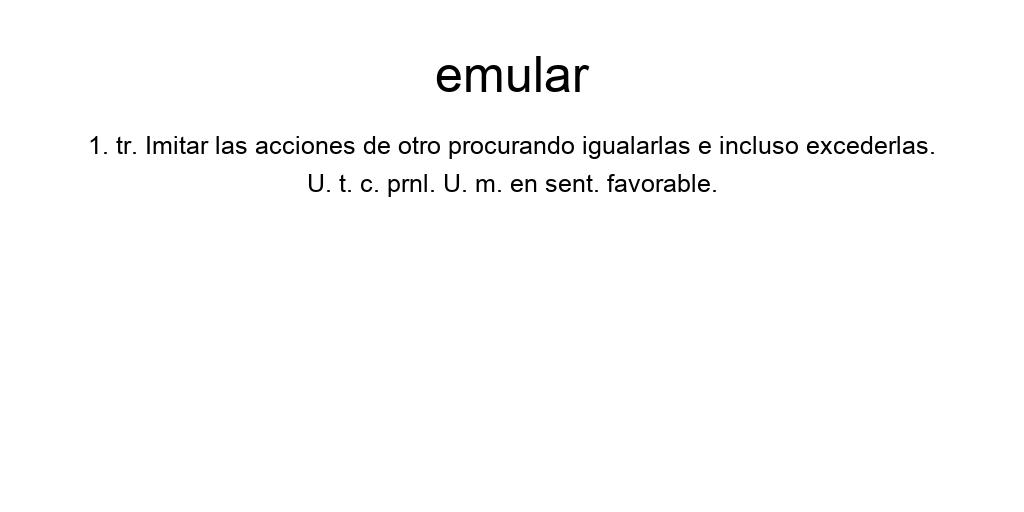 emular
1. tr. Imitar las acciones de otro procurando igualarlas e incluso excederlas.
U. t. c. prnl. U. m. en sent. favorable.